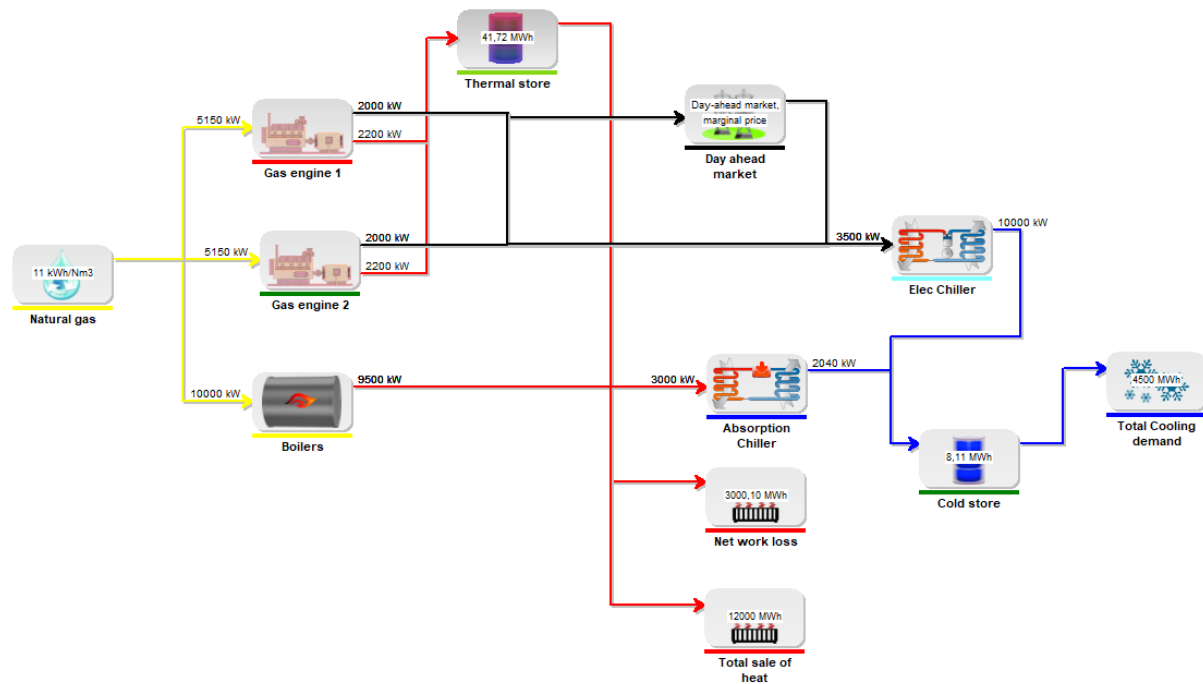 41,72 MWh
Thermal store
2000 kW
5150 kW
2200 kW
Gas engine 1
Day-ahead market,
marginal price
Day ahead
market
2000 kW
5150 kW
2200 kW
Gas engine 2
11 kWh/Nm3
Natural gas
3500 kW
10000 kW
Elec Chiller
10000 kW
9500 kW
Boilers
3000 kW
2040 kW
Absorption
Chiller
4500 MWh
Total Cooling
demand
8,11 MWh
Cold store
3000,10 MWh
Net work loss
12000 MWh
Total sale of
heat